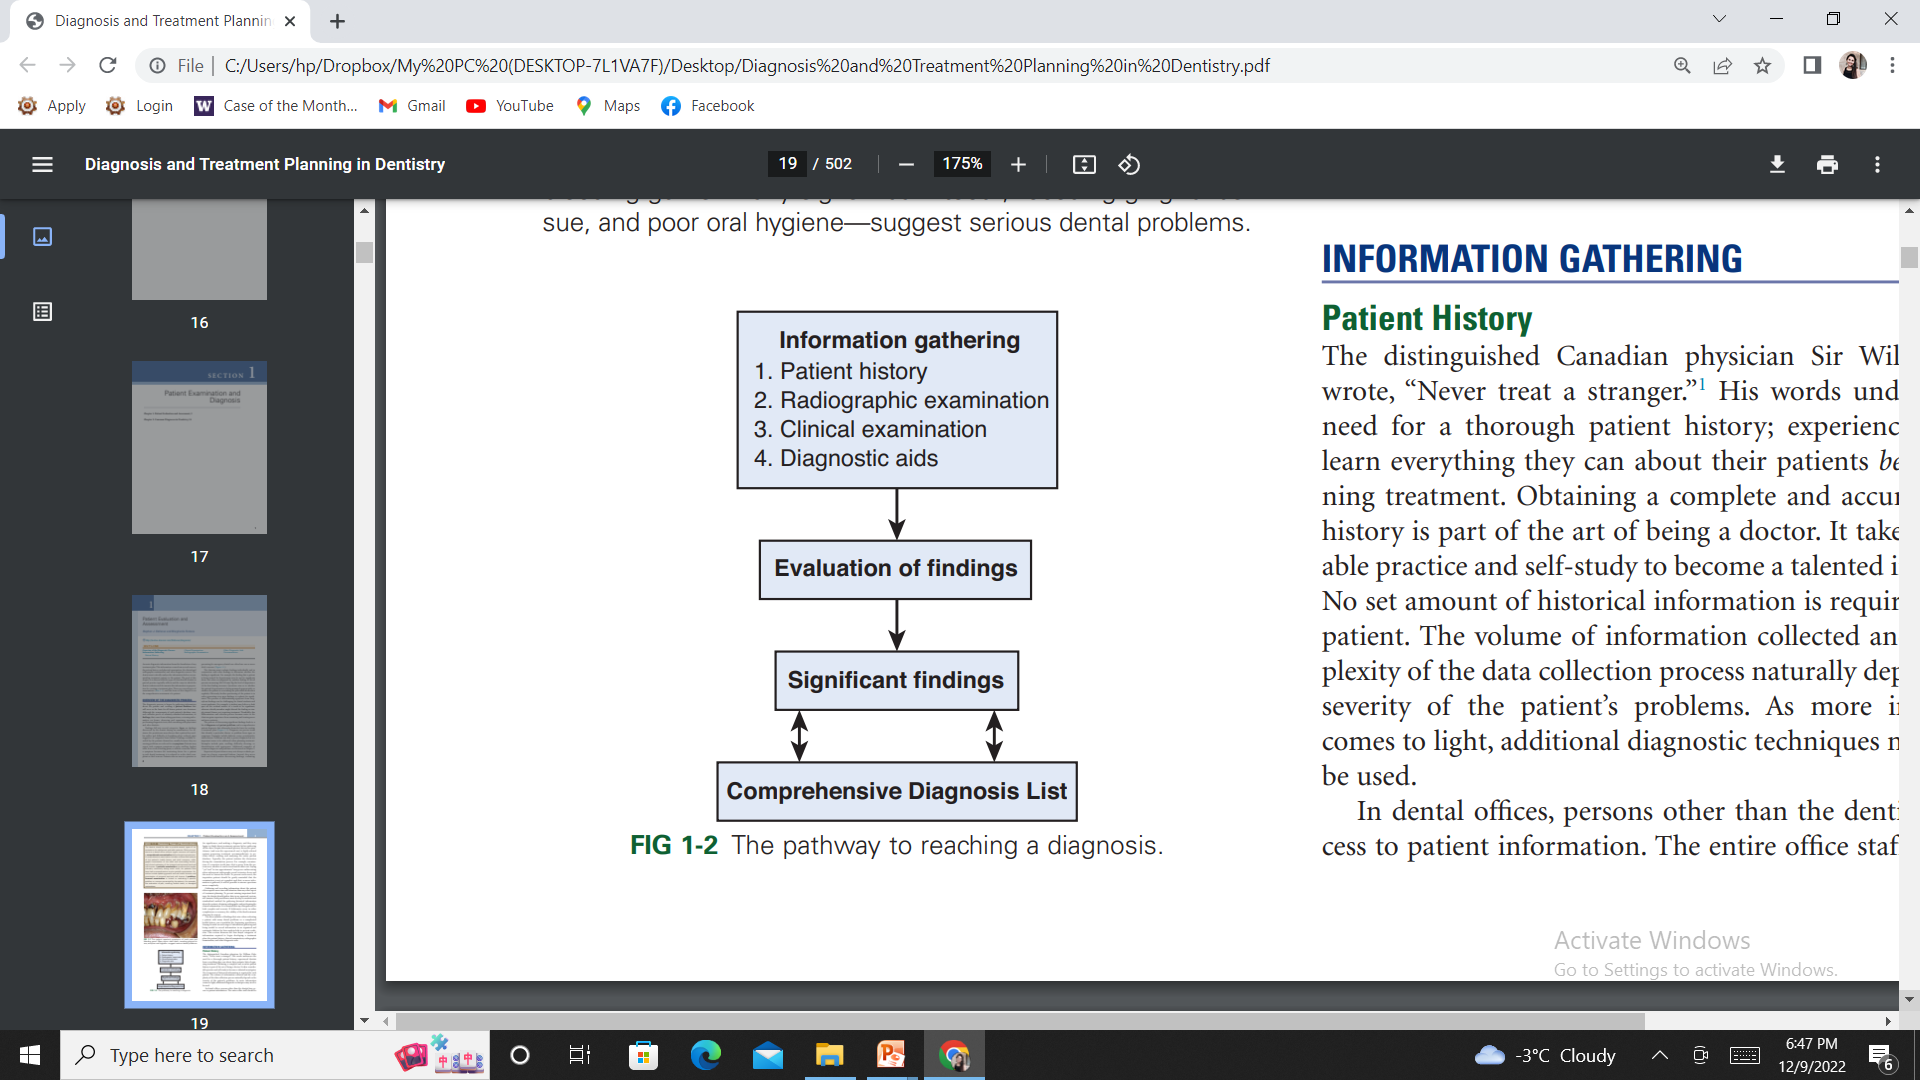 Diagnosis and Treatment Plannin
File
C:/Users/hp/Dropbox/My%20PC%20(DESKTOP-7L1VA7F)/Desktop/Diagnosis%20and%20Treatment%20Planning%20in%20Dentistry.pdf
Apply
Login
W
Case of the Month...
Gmail
YouTube
Maps
Facebook
Diagnosis and Treatment Planning in Dentistry
19 / 502
175%
16
SECTION 1
Patient Examination and
Diagnosis
17
18
19
sue, and poor oral hygiene—suggest serious dental problems.
Information gathering
1. Patient history
2. Radiographic examination
3. Clinical examination
4. Diagnostic aids
Evaluation of findings
Significant findings
Comprehensive Diagnosis List
FIG 1-2 The pathway to reaching a diagnosis.
INFORMATION GATHERING
Patient History
The distinguished Canadian physician Sir Wil
wrote, “Never treat a stranger.”1 His words und
need for a thorough patient history; experienc
learn everything they can about their patients be
ning treatment. Obtaining a complete and accu
history is part of the art of being a doctor. It take
able practice and self-study to become a talented i
No set amount of historical information is requir
patient. The volume of information collected an
plexity of the data collection process naturally dep
severity of the patient’s problems. As more i
comes to light, additional diagnostic techniques
be used.
In dental offices, persons other than the denti
cess to patient information. The entire office staf
Activate Windows
Go to Settings to activate Windows.
Type here to search
-3°C Cloudy
6:47 PM
12/9/2022
6